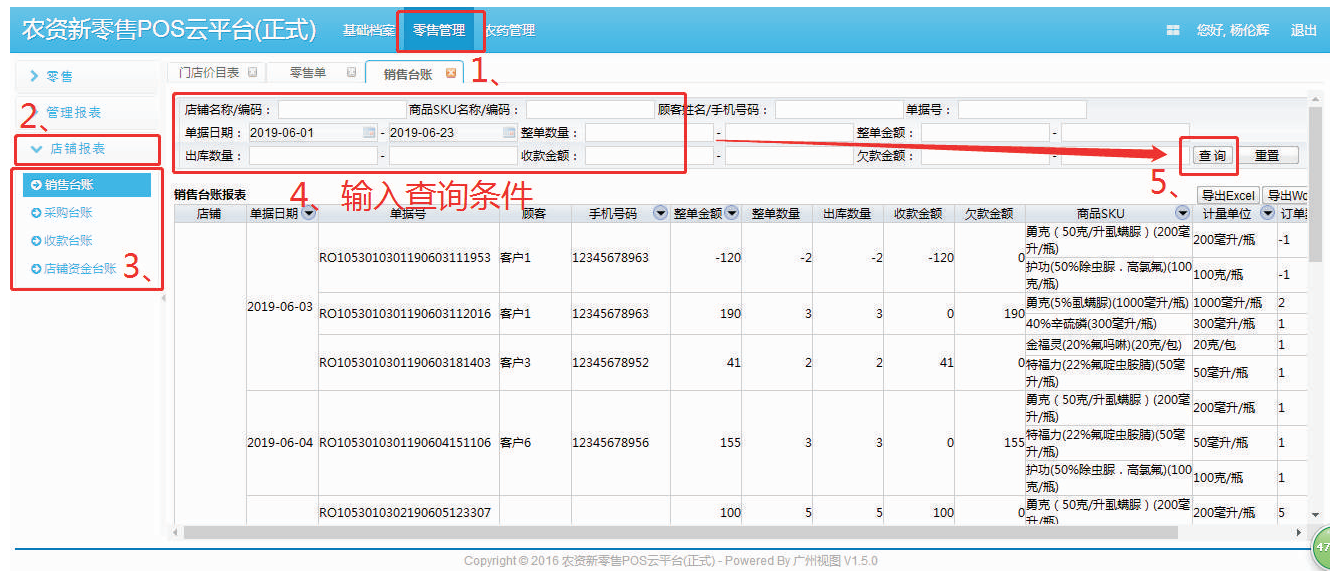 农资新零售POS云平台(正式) 基础档案 零售管理 农药管理 您好, 杨伦辉 退出
1、
零售
管理报表
2、
店铺报表
销售台账
采购台账
收款台账
店铺资金台账
3、
门店价目表 零售单 销售台账
店铺名称/编码： 商品SKU名称/编码： 顾客姓名/手机号码： 单据号：
单据日期： 2019-06-01 - 2019-06-23 整单数量： - 整单金额： -
出库数量： - 收款金额： - 欠款金额： - 查询 重置
4、输入查询条件
5、
销售台账报表 导出Excel
店铺 单据日期 单据号 顾客 手机号码 整单金额 整单数量 出库数量 收款金额 欠款金额 商品SKU 计量单位
2019-06-03
RO1053010301190603111953 客户1 12345678963 -120 -2 -2 -120 0
勇克（50克/升虱螨脲）(200毫升/瓶) 200毫升/瓶 -1
护功(50%除虫脲．高氯氟)(100克/瓶) 100克/瓶 -1
RO1053010301190603112016 客户1 12345678963 190 3 3 0 190
勇克(5%虱螨脲)(1000毫升/瓶) 1000毫升/瓶 2
40%辛硫磷(300毫升/瓶) 300毫升/瓶 1
RO1053010301190603181403 客户3 12345678952 41 2 2 41 0
金福灵(20%氟吗啉)(20克/包) 20克/包 1
特福力(22%氟啶虫胺腈)(50毫升/瓶) 50毫升/瓶 1
2019-06-04
RO1053010301190604151106 客户6 12345678956 155 3 3 0 155
勇克（50克/升虱螨脲）(200毫升/瓶) 200毫升/瓶 1
特福力(22%氟啶虫胺腈)(50毫升/瓶) 50毫升/瓶 1
护功(50%除虫脲．高氯氟)(100克/瓶) 100克/瓶 1
RO1053010302190605123307 100 5 5 100 0
勇克（50克/升虱螨脲）(200毫升/瓶) 200毫升/瓶 5
Copyright © 2016 农资新零售POS云平台(正式) - Powered By 广州视图 V1.5.0
47